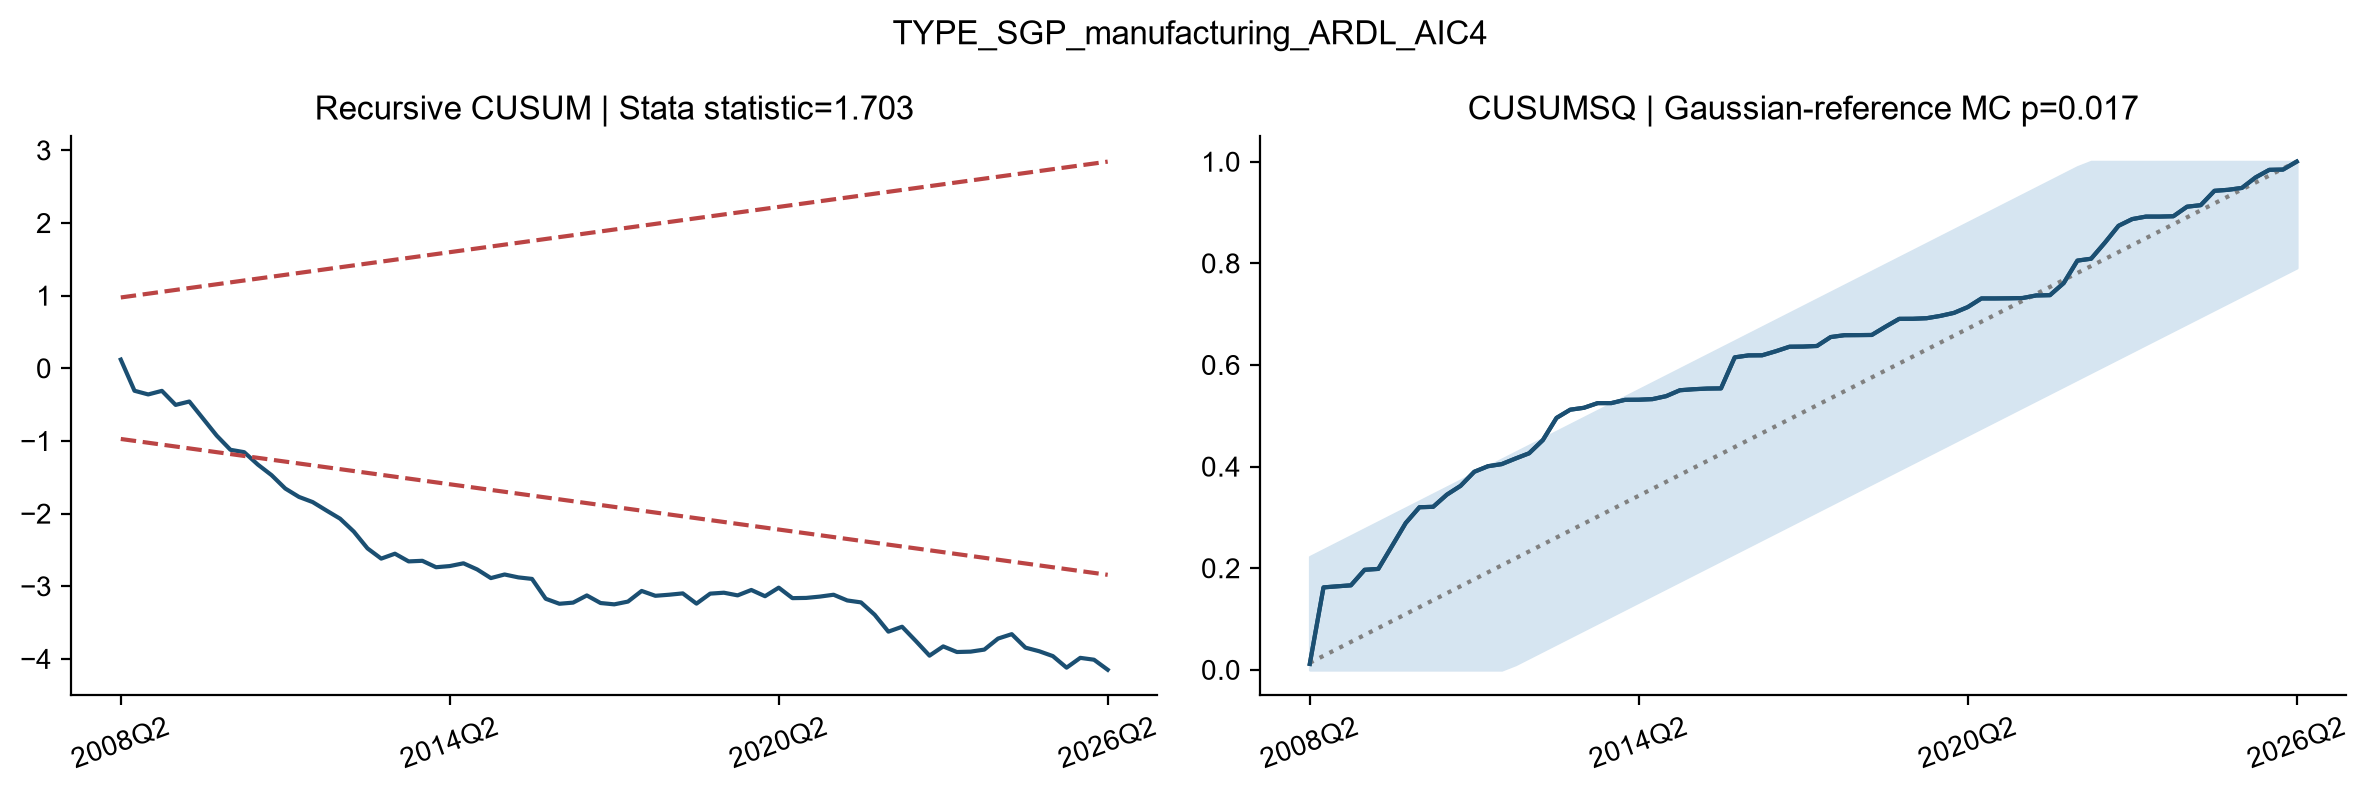 TYPE_SGP_manufacturing_ARDL_AIC4
Recursive CUSUM | Stata statistic=1.703
3
2
1
0
−1
−2
−3
−4
2008Q2
2014Q2
2020Q2
2026Q2
CUSUMSQ | Gaussian-reference MC p=0.017
1.0
0.8
0.6
0.4
0.2
0.0
2008Q2
2014Q2
2020Q2
2026Q2